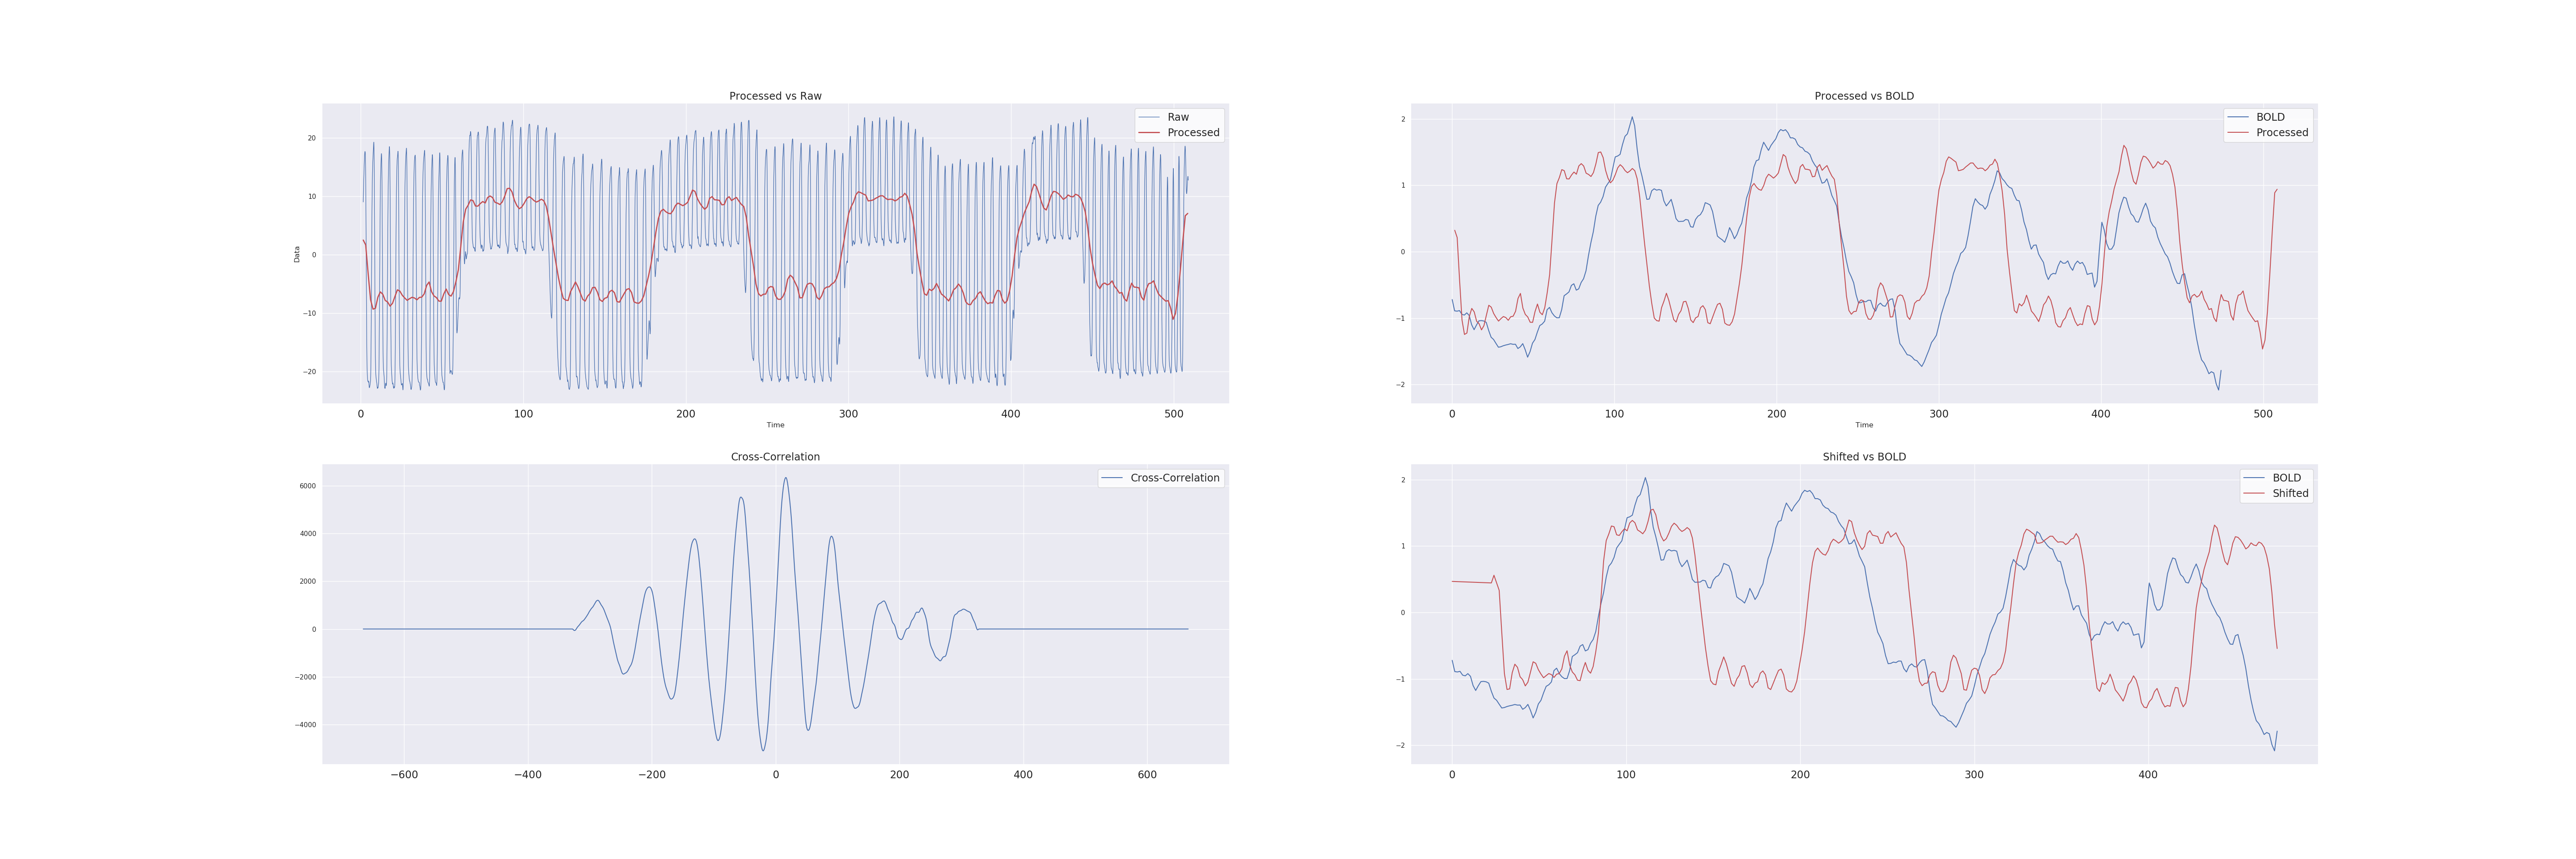 Processed vs Raw
Raw
Processed
Data
20
10
0
−10
−20
0 100 200 300 400 500
Time
Processed vs BOLD
BOLD
Processed
2
1
0
−1
−2
0 100 200 300 400 500
Time
Cross-Correlation
Cross-Correlation
6000
4000
2000
0
−2000
−4000
−600 −400 −200 0 200 400 600
Shifted vs BOLD
BOLD
Shifted
2
1
0
−1
−2
0 100 200 300 400